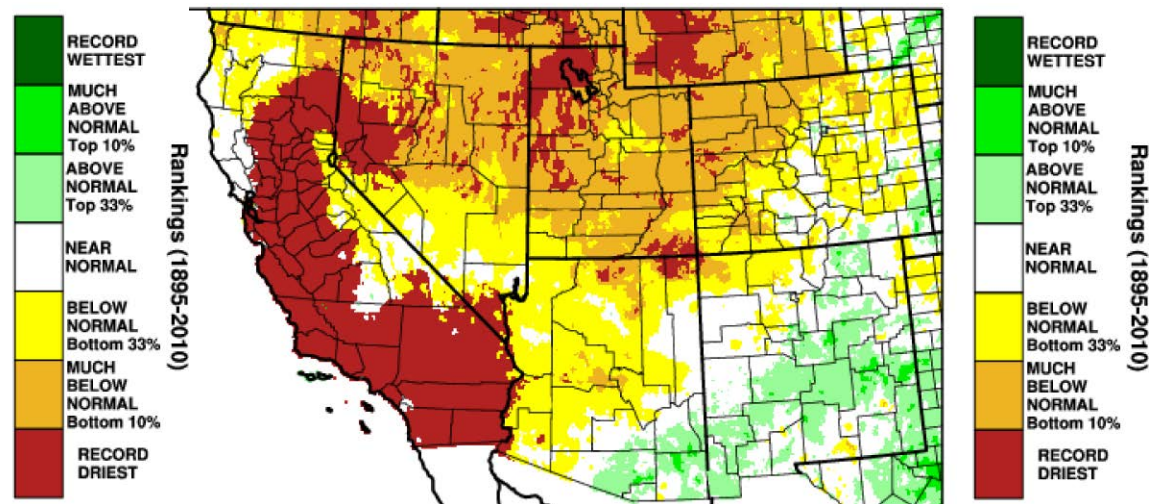 RECORD
WETTEST
MUCH
ABOVE
NORMAL
Top 10%
ABOVE
NORMAL
Top 33%
NEAR
NORMAL
BELOW
NORMAL
Bottom 33%
MUCH
BELOW
NORMAL
Bottom 10%
RECORD
DRIEST
Rankings (1895-2010)
RECORD
WETTEST
MUCH
ABOVE
NORMAL
Top 10%
ABOVE
NORMAL
Top 33%
NEAR
NORMAL
BELOW
NORMAL
Bottom 33%
MUCH
BELOW
NORMAL
Bottom 10%
RECORD
DRIEST
Rankings (1895-2010)